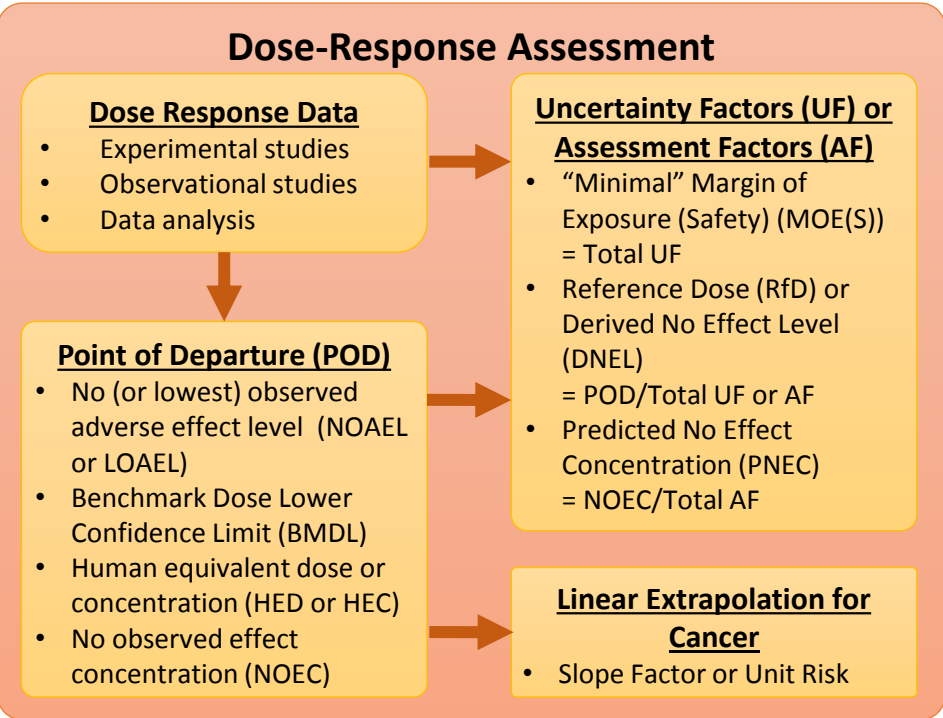 Dose-Response Assessment
Dose Response Data
• Experimental studies
• Observational studies
• Data analysis
Point of Departure (POD)
• No (or lowest) observed
adverse effect level (NOAEL
or LOAEL)
• Benchmark Dose Lower
Confidence Limit (BMDL)
• Human equivalent dose or
concentration (HED or HEC)
• No observed effect
concentration (NOEC)
Uncertainty Factors (UF) or
Assessment Factors (AF)
• “Minimal” Margin of
Exposure (Safety) (MOE(S))
= Total UF
• Reference Dose (RfD) or
Derived No Effect Level
(DNEL)
= POD/Total UF or AF
• Predicted No Effect
Concentration (PNEC)
= NOEC/Total AF
Linear Extrapolation for
Cancer
• Slope Factor or Unit Risk